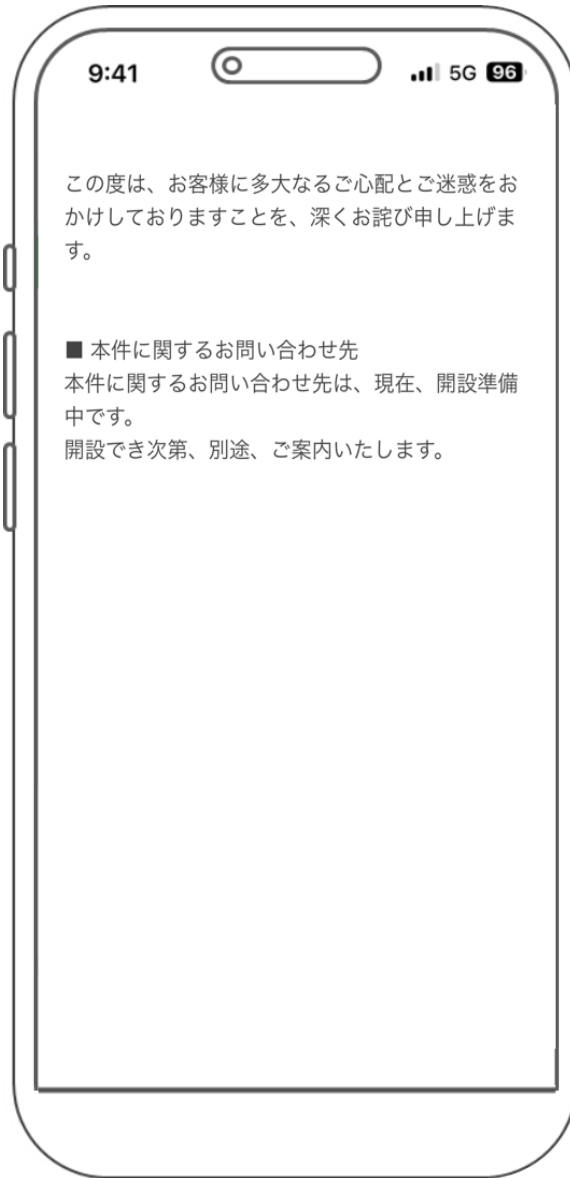 9:41
5G 96
この度は、お客様に多大なるご心配とご迷惑をお
かけしておりますことを、深くお詫び申し上げま
す。
■ 本件に関するお問い合わせ先
本件に関するお問い合わせ先は、現在、開設準備
中です。
開設でき次第、別途、ご案内いたします。